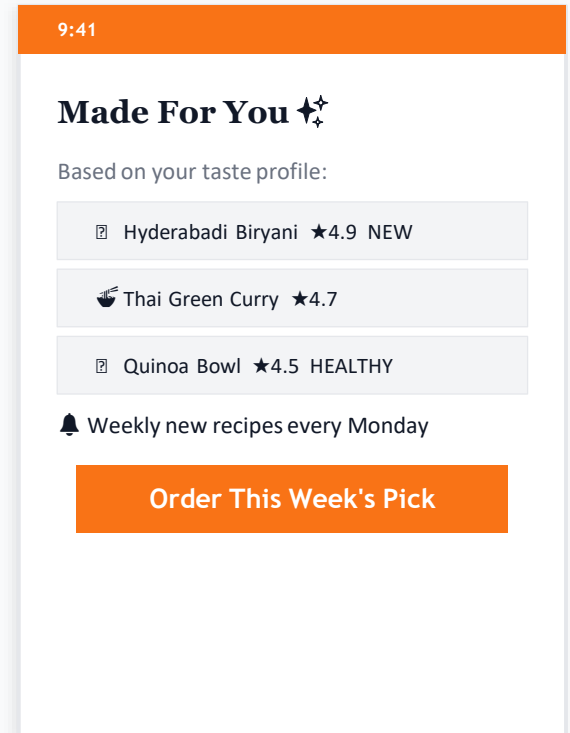 9:41
Made For You ✨
Based on your taste profile:
Hyderabadi Biryani ★4.9 NEW
🍜 Thai Green Curry ★4.7
Quinoa Bowl ★4.5 HEALTHY
🔔 Weekly new recipes every Monday
Order This Week's Pick